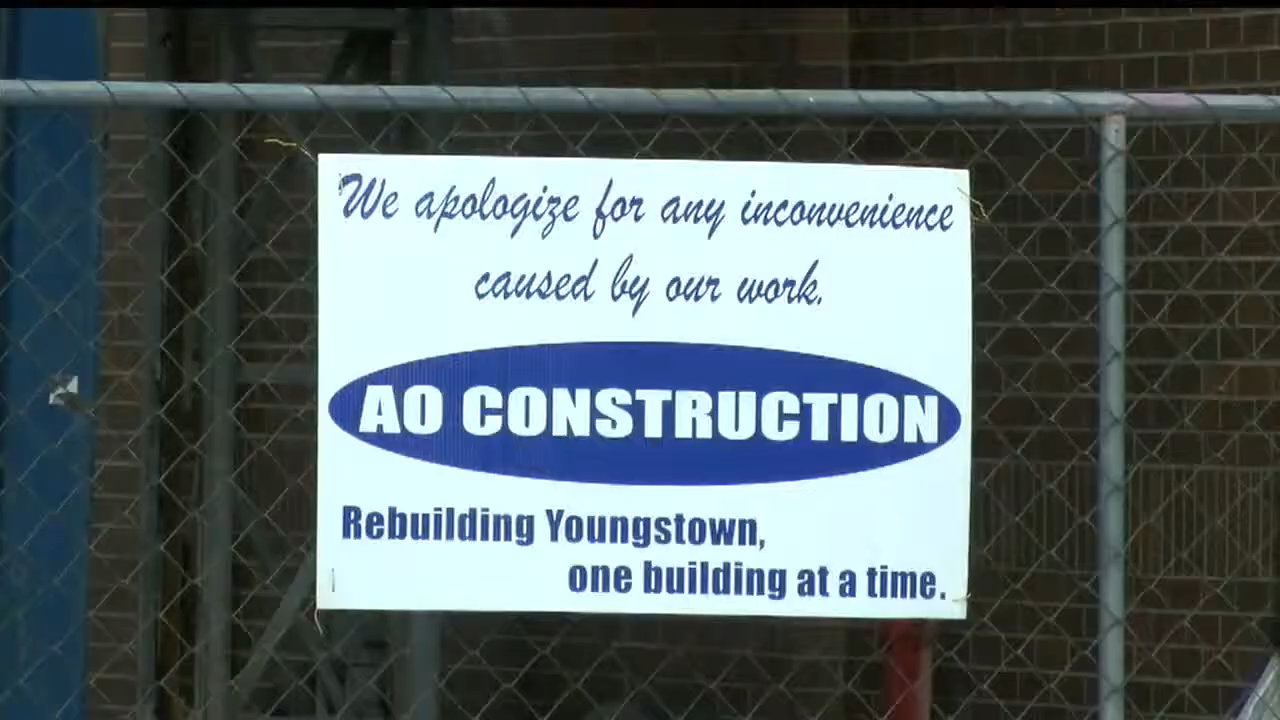 We apologize for any inconvenience
caused by our work.
AO CONSTRUCTION
Rebuilding Youngstown,
one building at a time.